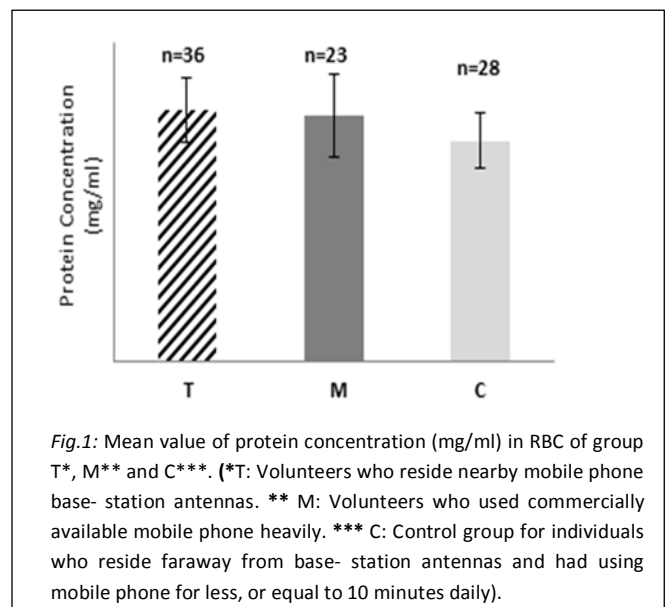 n=36 n=23 n=28
Protein Concentration
(mg/ml)
T M C
Fig.1: Mean value of protein concentration (mg/ml) in RBC of group
T*, M** and C***. (*T: Volunteers who reside nearby mobile phone
base- station antennas. ** M: Volunteers who used commercially
available mobile phone heavily. *** C: Control group for individuals
who reside faraway from base- station antennas and had using
mobile phone for less, or equal to 10 minutes daily).